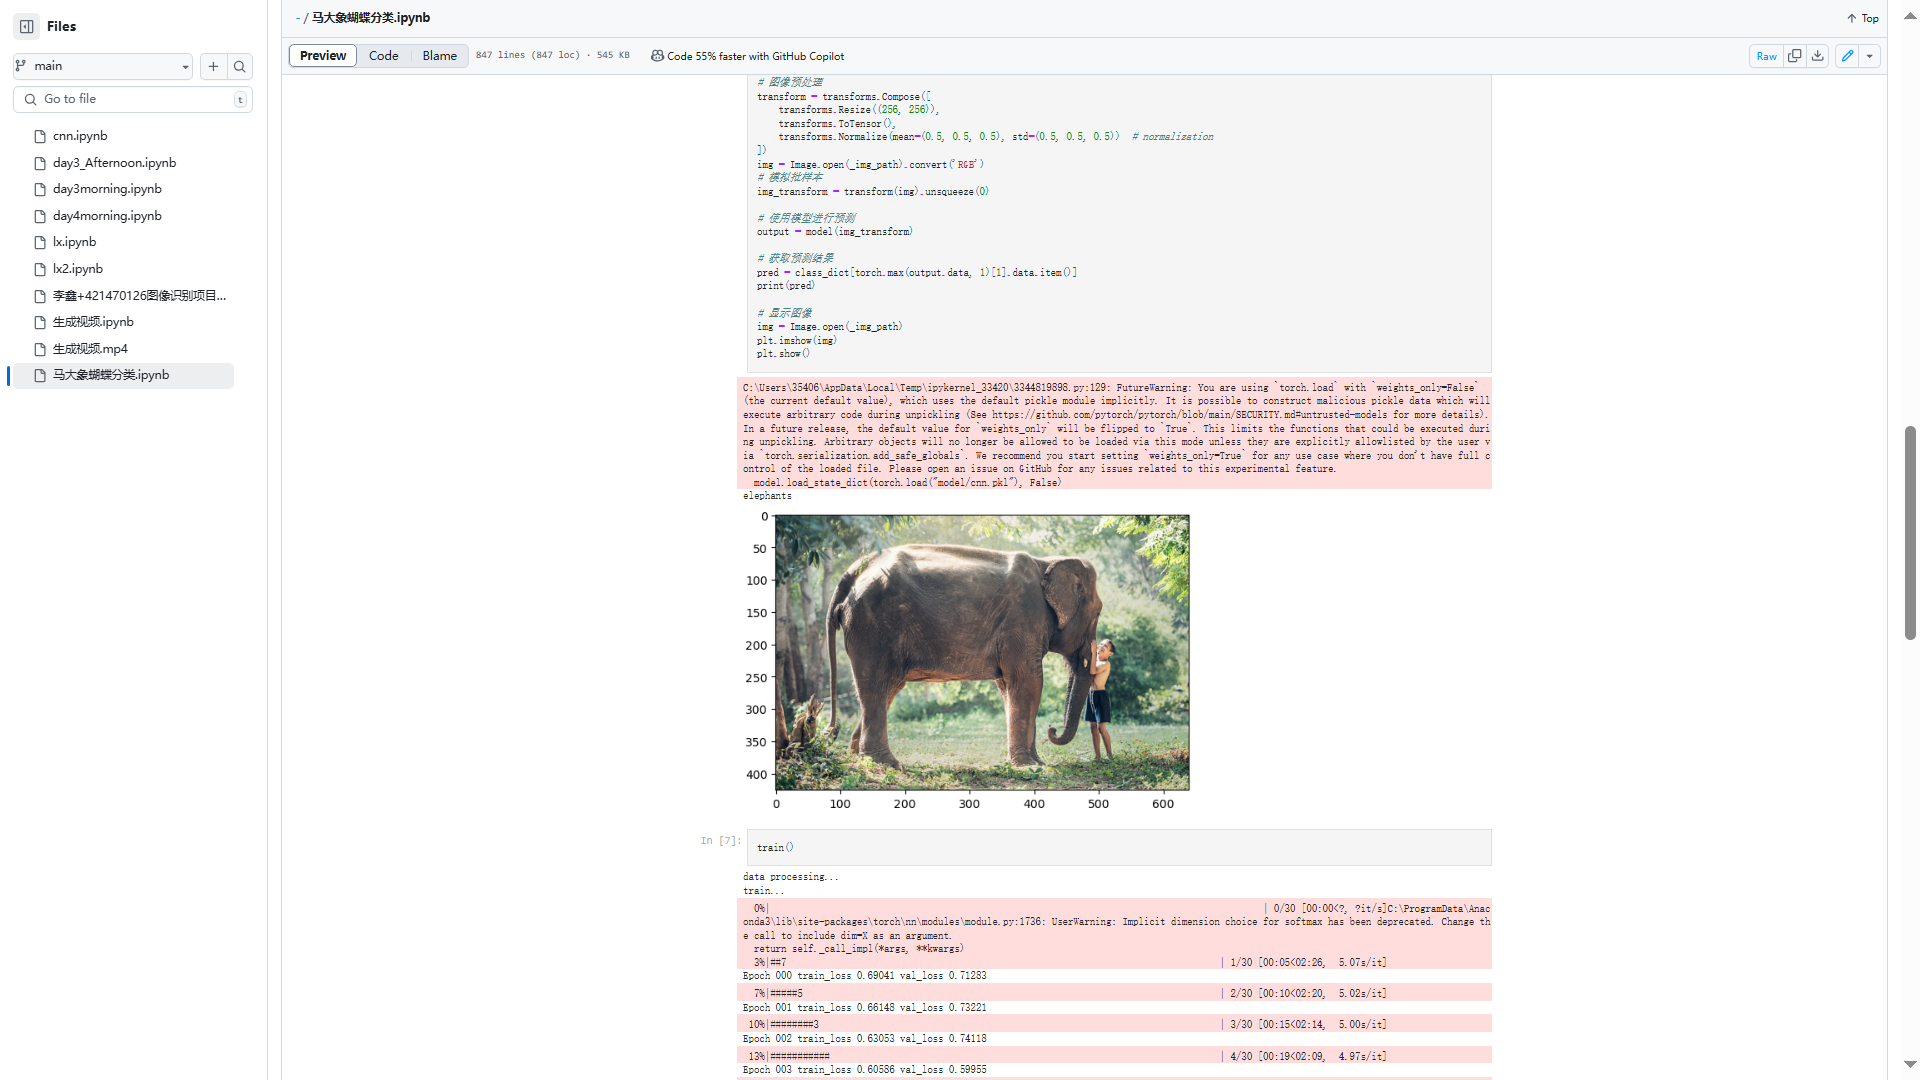 Files
main
Go to file
t
cnn.ipynb
day3_Afternoon.ipynb
day3morning.ipynb
day4morning.ipynb
lx.ipynb
lx2.ipynb
李鑫+421470126图像识别项目...
生成视频.ipynb
生成视频.mp4
马大象蝴蝶分类.ipynb
- / 马大象蝴蝶分类.ipynb
Top
Preview
Code
Blame
847 lines (847 loc) · 545 KB
Code 55% faster with GitHub Copilot
Raw
# 图像预处理
transform = transforms.Compose([
transforms.Resize((256, 256)),
transforms.ToTensor(),
transforms.Normalize(mean=(0.5, 0.5, 0.5), std=(0.5, 0.5, 0.5))  # normalization
])
img = Image.open(_img_path).convert('RGB')
# 模拟批样本
img_transform = transform(img).unsqueeze(0)
# 使用模型进行预测
output = model(img_transform)
# 获取预测结果
pred = class_dict[torch.max(output.data, 1)[1].data.item()]
print(pred)
# 显示图像
img = Image.open(_img_path)
plt.imshow(img)
plt.show()
C:\Users\35406\AppData\Local\Temp\ipykernel_33420\3344819898.py:129: FutureWarning: You are using `torch.load` with `weights_only=False`
(the current default value), which uses the default pickle module implicitly. It is possible to construct malicious pickle data which will
execute arbitrary code during unpickling (See https://github.com/pytorch/pytorch/blob/main/SECURITY.md#untrusted-models for more details).
In a future release, the default value for `weights_only` will be flipped to `True`. This limits the functions that could be executed duri
ng unpickling. Arbitrary objects will no longer be allowed to be loaded via this mode unless they are explicitly allowlisted by the user v
ia `torch.serialization.add_safe_globals`. We recommend you start setting `weights_only=True` for any use case where you don't have full c
ontrol of the loaded file. Please open an issue on GitHub for any issues related to this experimental feature.
model.load_state_dict(torch.load("model/cnn.pkl"), False)
elephants
0
50
100
150
200
250
300
350
400
0 100 200 300 400 500 600
In [7]:
train()
data processing...
train...
0%| | 0/30 [00:00<?, ?it/s]C:\ProgramData\Anac
onda3\lib\site-packages\torch\nn\modules\module.py:1736: UserWarning: Implicit dimension choice for softmax has been deprecated. Change th
e call to include dim=X as an argument.
return self._call_impl(*args, **kwargs)
3%|##7 | 1/30 [00:05<02:26,  5.07s/it]
Epoch 000 train_loss 0.69041 val_loss 0.71283
7%|#####5 | 2/30 [00:10<02:20,  5.02s/it]
Epoch 001 train_loss 0.66148 val_loss 0.73221
10%|########3 | 3/30 [00:15<02:14,  5.00s/it]
Epoch 002 train_loss 0.63053 val_loss 0.74118
13%|########### | 4/30 [00:19<02:09,  4.97s/it]
Epoch 003 train_loss 0.60586 val_loss 0.59955